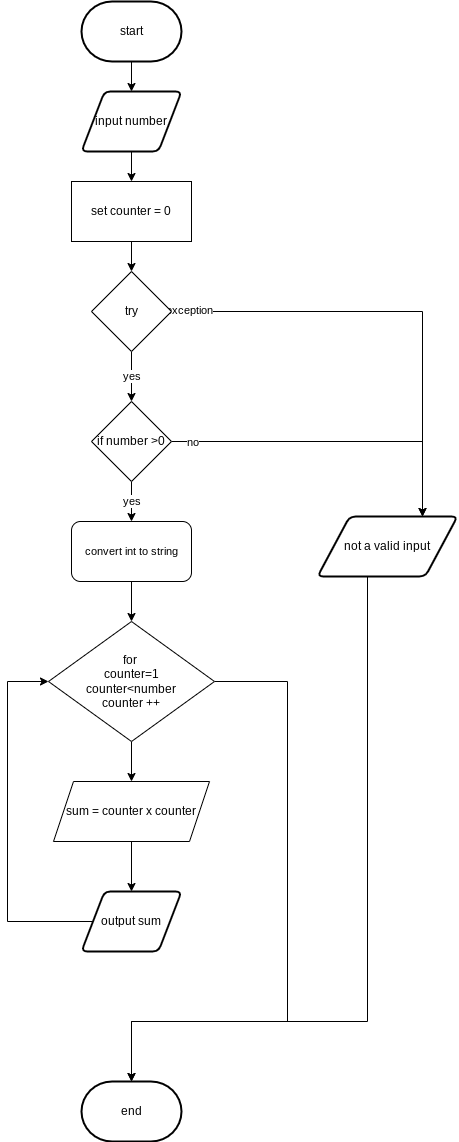 start
input number
set counter = 0
try
exception
yes
if number >0
no
yes
convert int to string
not a valid input
for
counter=1
counter<number
counter ++
sum = counter x counter
output sum
end